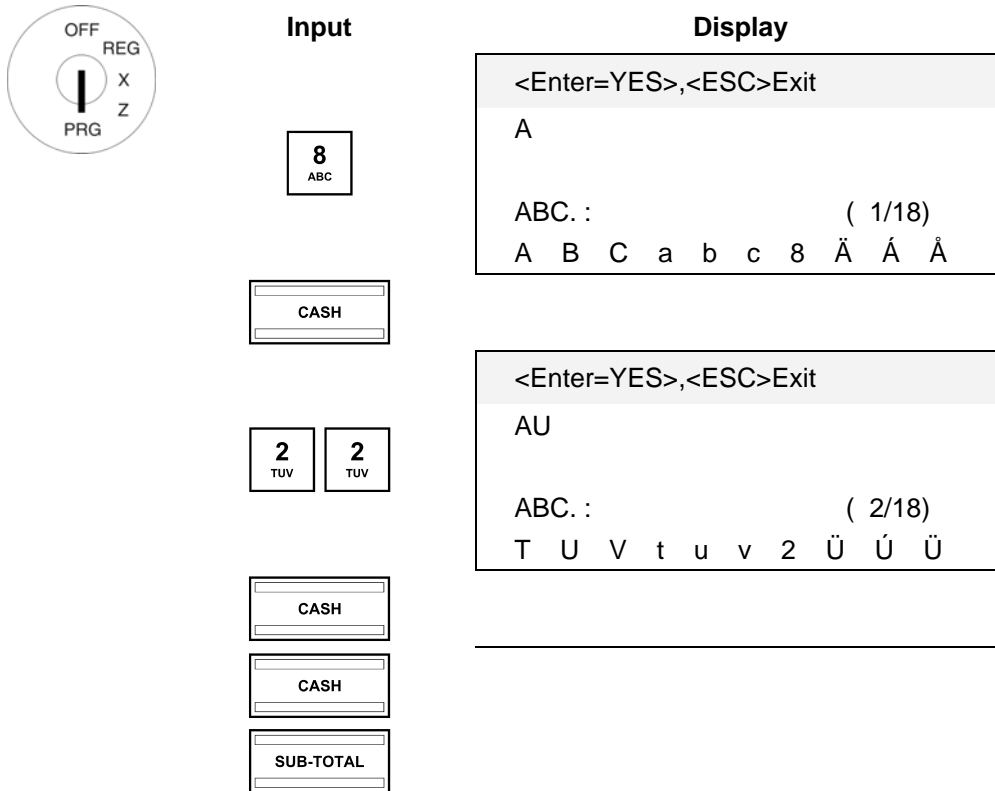 OFF
REG
X
Z
PRG
Input
Display
<Enter=YES>,<ESC>Exit
A
8
ABC
ABC. : ( 1/18)
A B C a b c 8 Ä Á Å
CASH
<Enter=YES>,<ESC>Exit
AU
2 2
TUV TUV
ABC. : ( 2/18)
T U V t u v 2 Ü Ú Ü
CASH
CASH
SUB-TOTAL